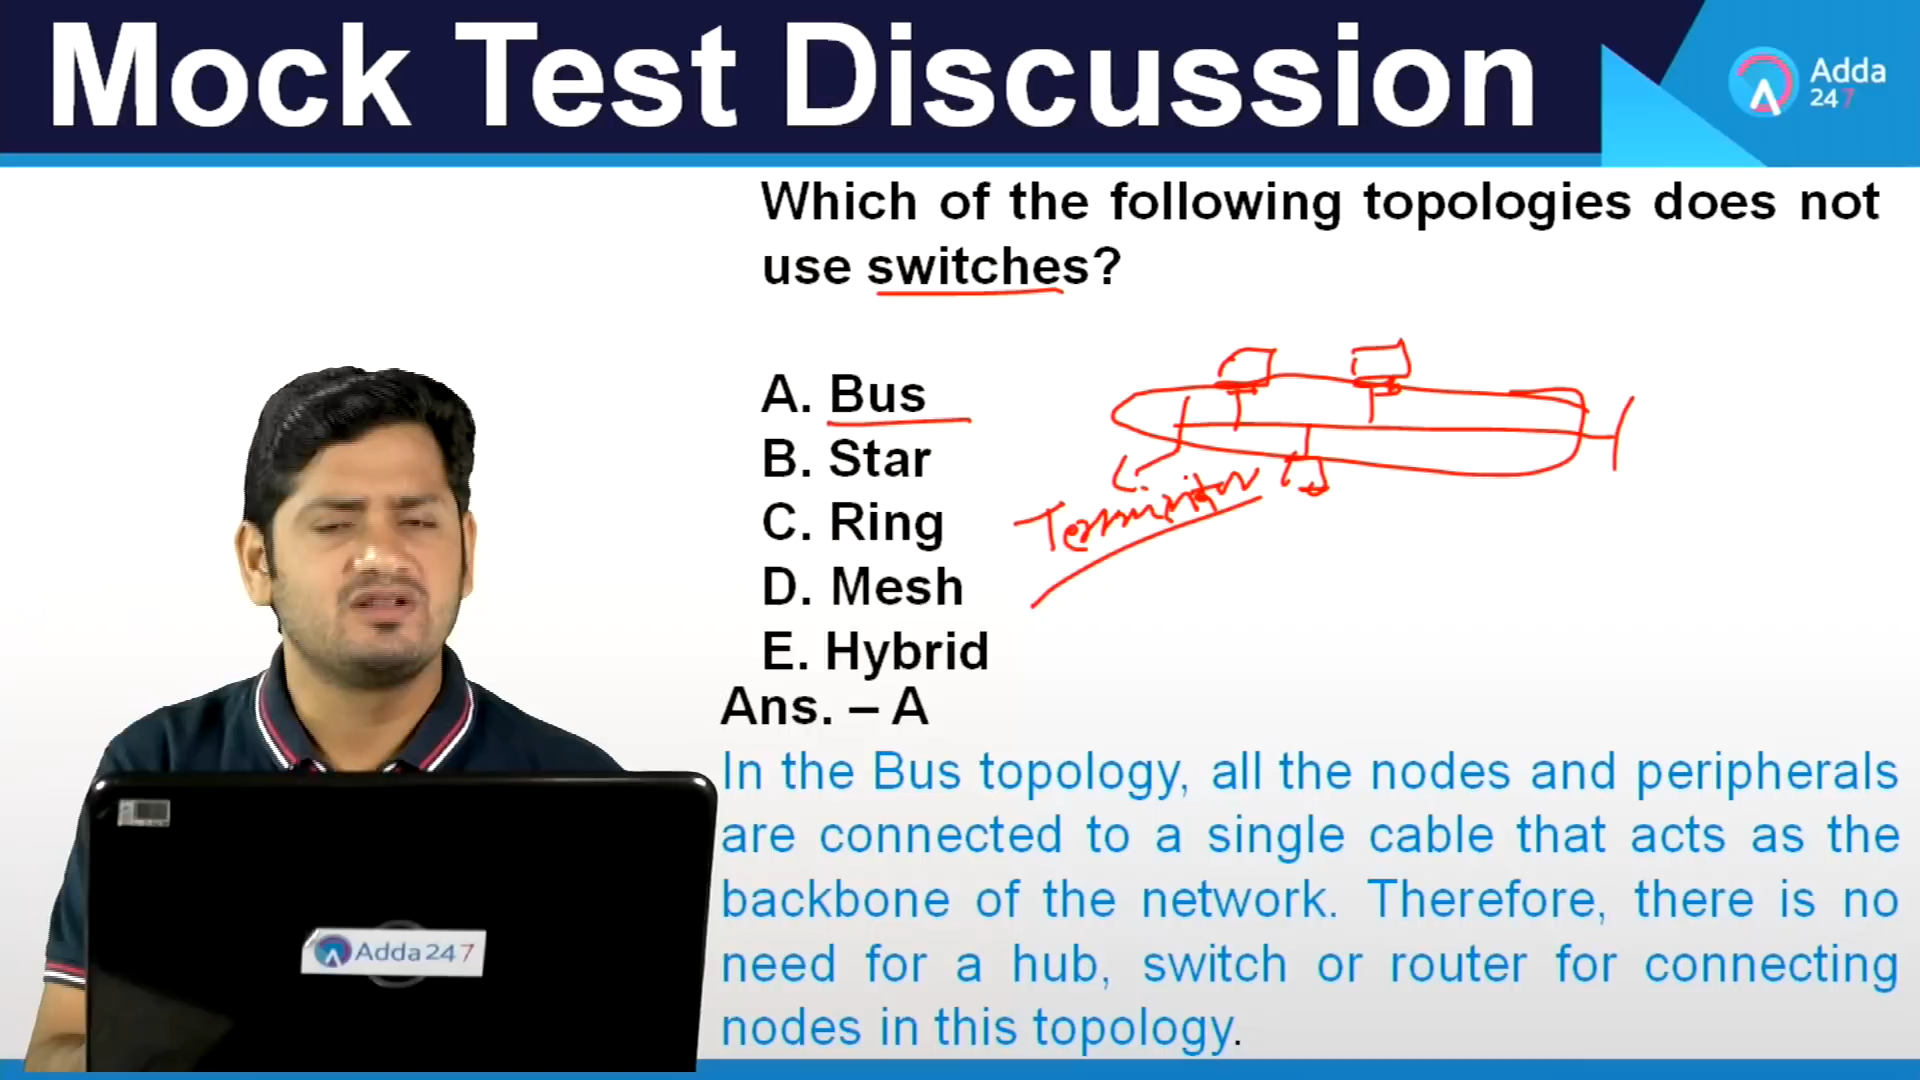 Mock Test Discussion
Adda
247
Which of the following topologies does not
use switches?
A. Bus
B. Star
C. Ring
D. Mesh
E. Hybrid
Terminator
Ans. – A
In the Bus topology, all the nodes and peripherals
are connected to a single cable that acts as the
backbone of the network. Therefore, there is no
need for a hub, switch or router for connecting
nodes in this topology.
Adda247